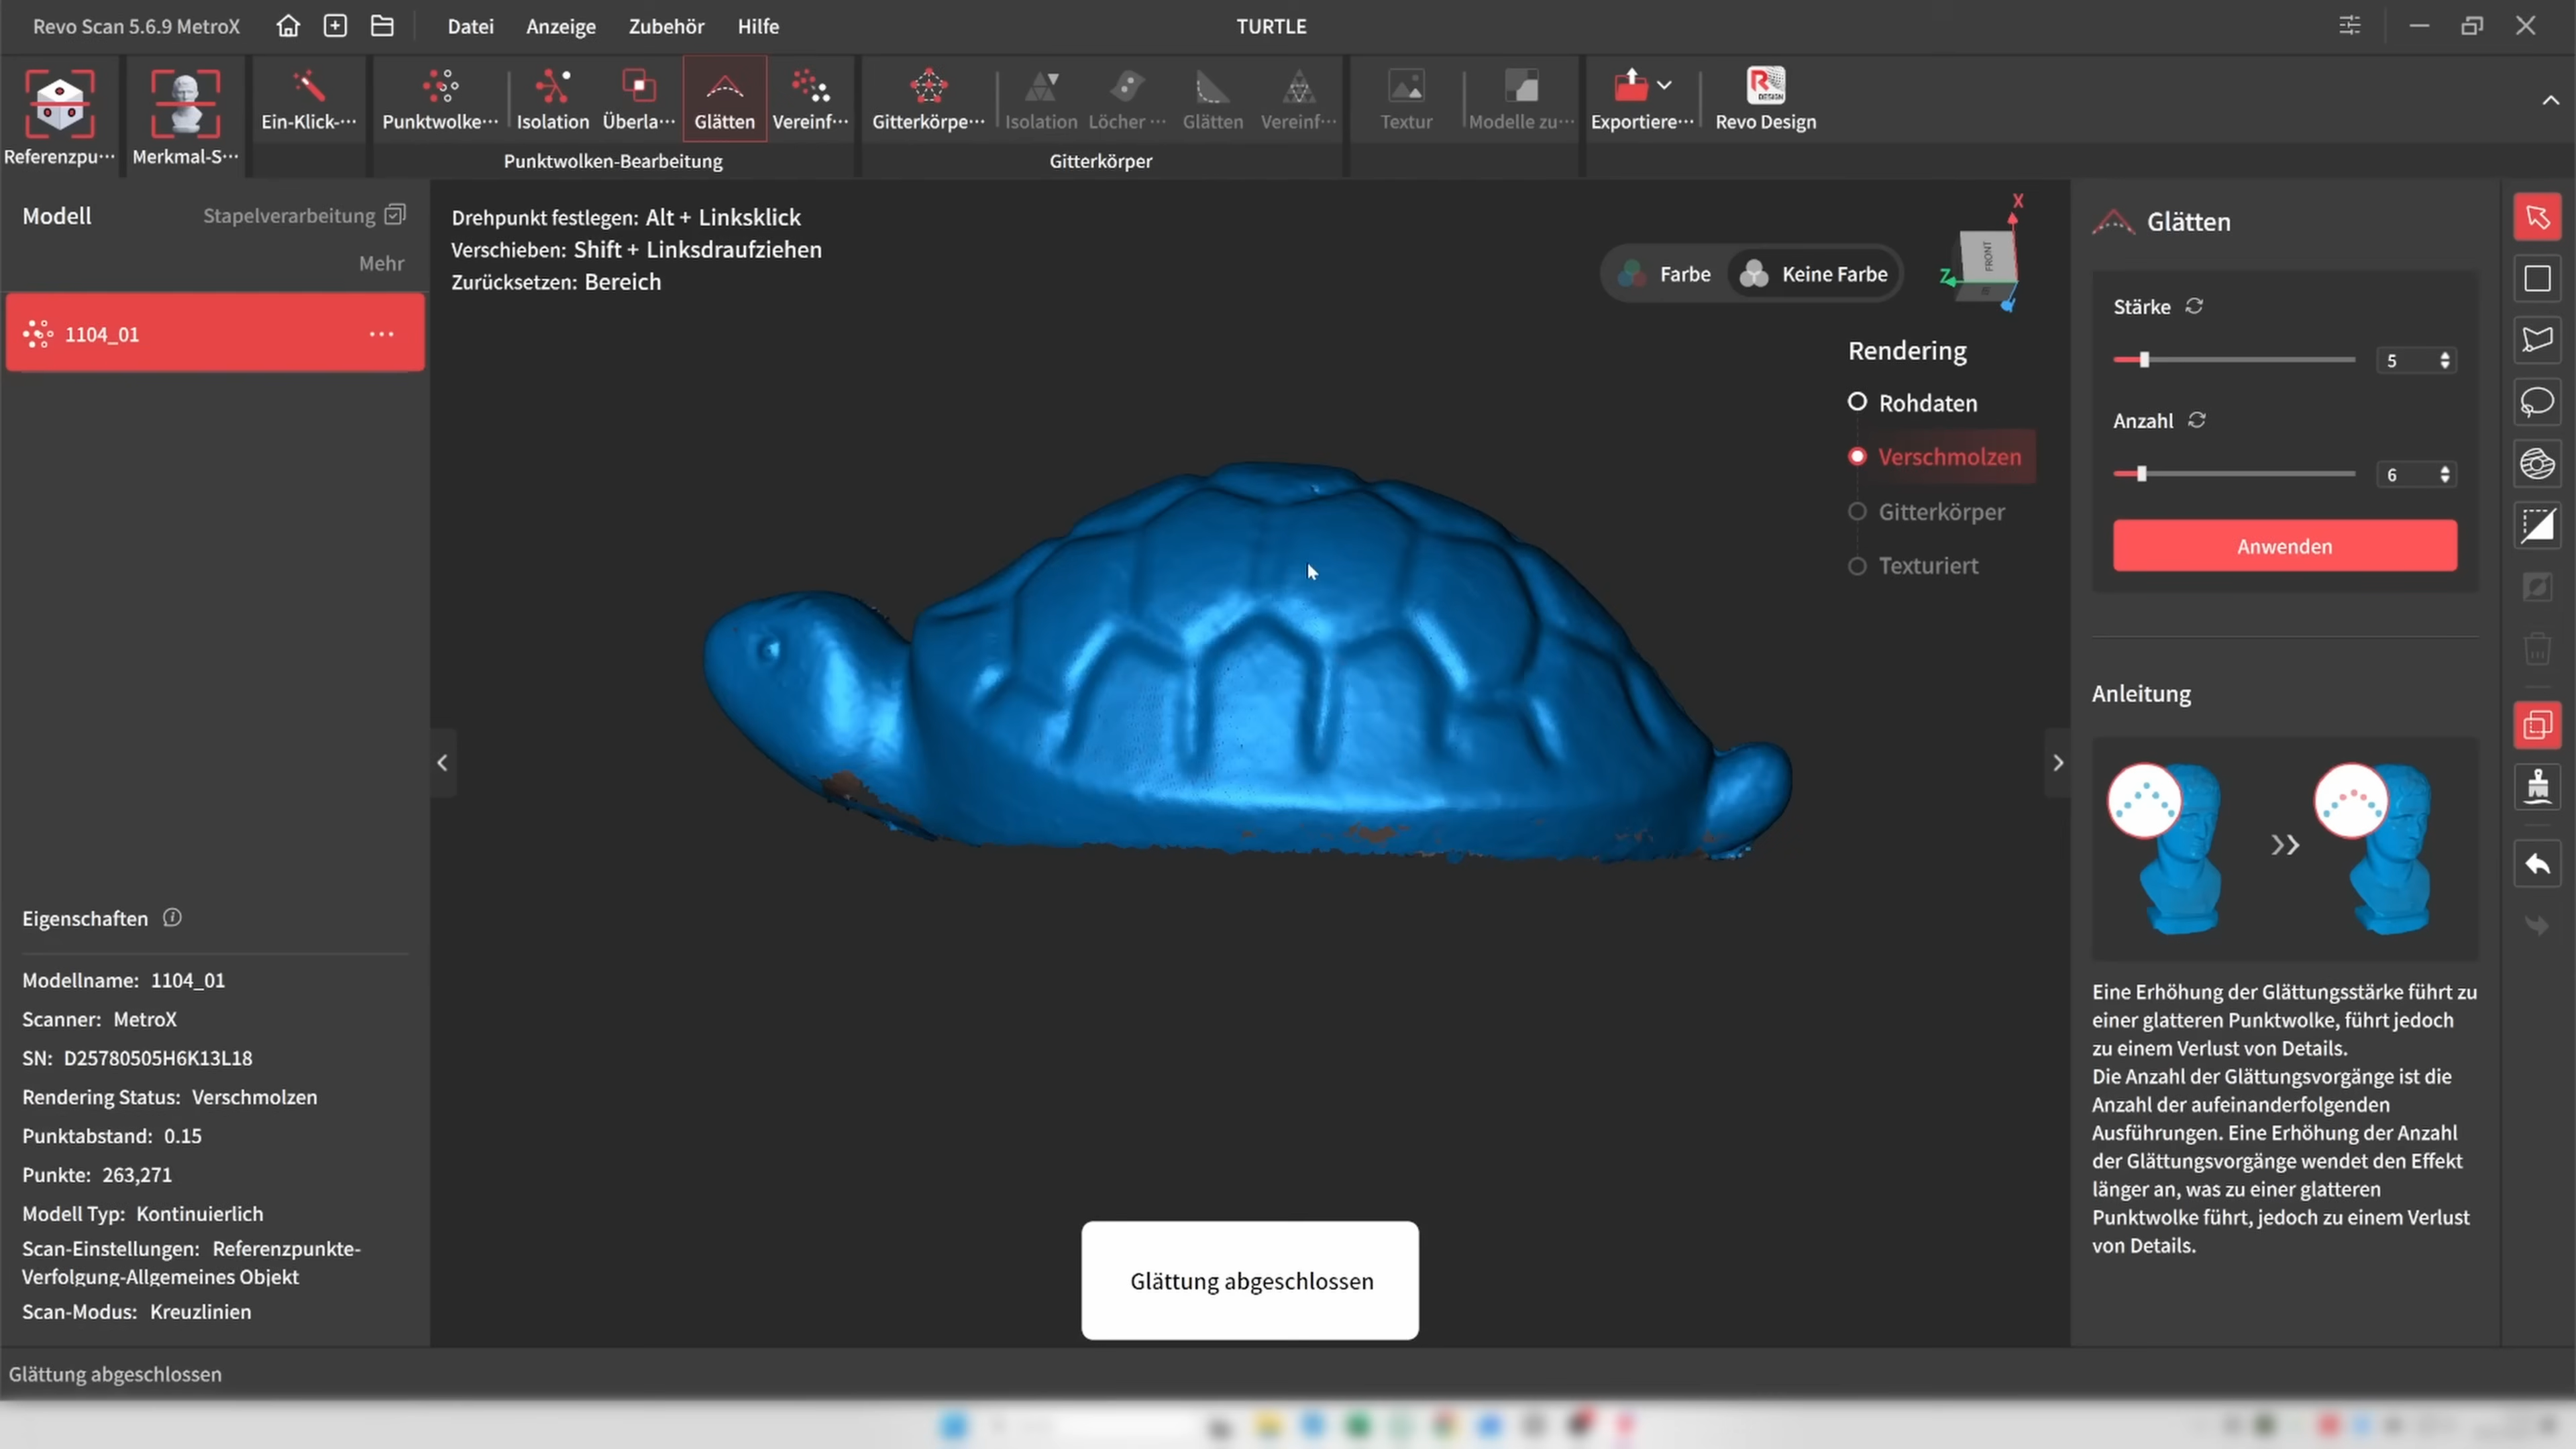 Revo Scan 5.6.9 MetroX
Datei
Anzeige
Zubehör
Hilfe
TURTLE
Referenzpu···
Merkmal-S···
Ein-Klick-···
Punktwolke···
Isolation
Überla···
Glätten
Vereinf···
Punktwolken-Bearbeitung
Gitterkörpe···
Isolation
Löcher ···
Glätten
Vereinf···
Gitterkörper
Textur
Modelle zu···
Exportiere···
DESIGN
Revo Design
Modell
Stapelverarbeitung
Mehr
1104_01
Drehpunkt festlegen: Alt + Linksklick
Verschieben: Shift + Linksdraufziehen
Zurücksetzen: Bereich
Farbe
Keine Farbe
X
Z
FRONT
Rendering
Rohdaten
Verschmolzen
Gitterkörper
Texturiert
Glätten
Stärke
5
Anzahl
6
Anwenden
Anleitung
Eine Erhöhung der Glättungsstärke führt zu
einer glatteren Punktwolke, führt jedoch
zu einem Verlust von Details.
Die Anzahl der Glättungsvorgänge ist die
Anzahl der aufeinanderfolgenden
Ausführungen. Eine Erhöhung der Anzahl
der Glättungsvorgänge wendet den Effekt
länger an, was zu einer glatteren
Punktwolke führt, jedoch zu einem Verlust
von Details.
Eigenschaften
Modellname: 1104_01
Scanner: MetroX
SN: D25780505H6K13L18
Rendering Status: Verschmolzen
Punktabstand: 0.15
Punkte: 263,271
Modell Typ: Kontinuierlich
Scan-Einstellungen: Referenzpunkte-
Verfolgung-Allgemeines Objekt
Scan-Modus: Kreuzlinien
Glättung abgeschlossen
Glättung abgeschlossen